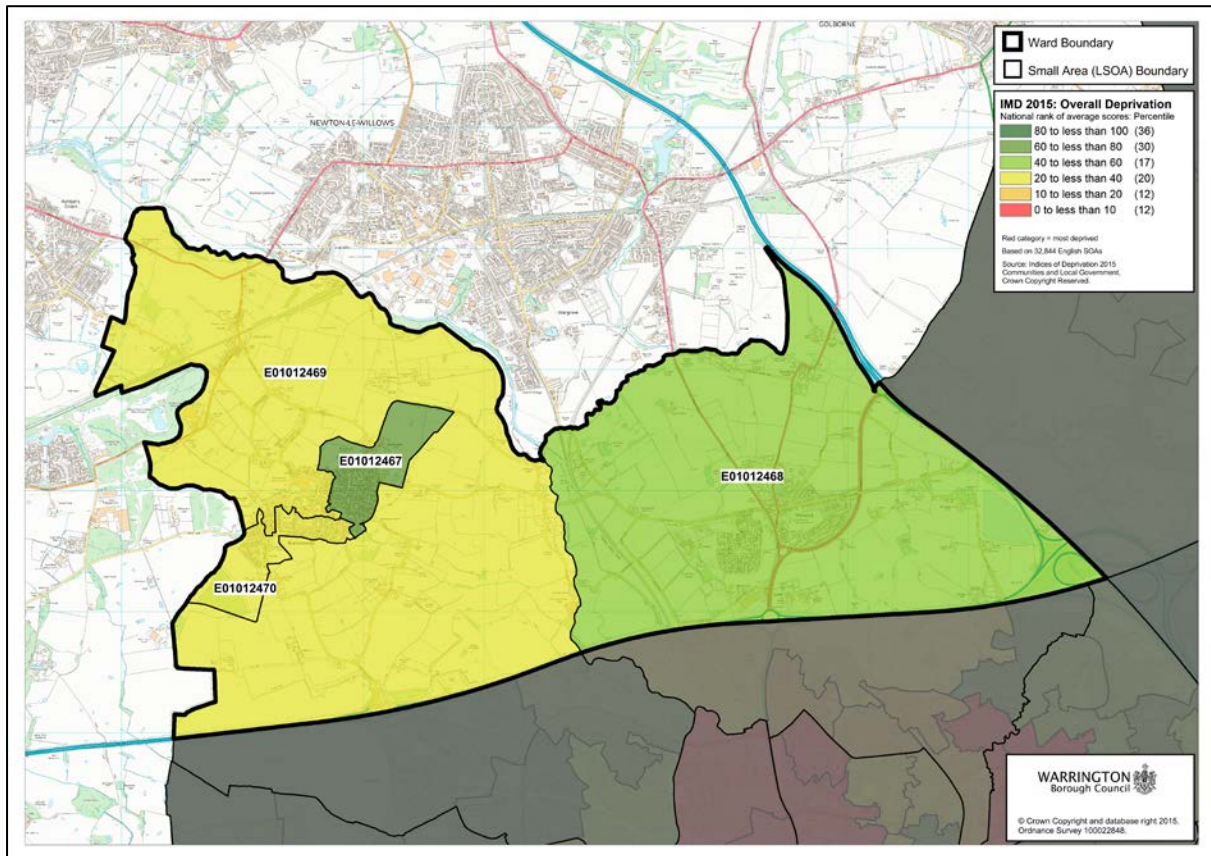 GOLBORNE
NEWTON-LE-WILLOWS
Ward Boundary
Small Area (LSOA) Boundary
IMD 2015: Overall Deprivation
National rank of average scores: Percentile
80 to less than 100 (36)
60 to less than 80 (30)
40 to less than 60 (17)
20 to less than 40 (20)
10 to less than 20 (12)
0 to less than 10 (12)
Red category = most deprived
Based on 32,844 English SOAs
Source: Indices of Deprivation 2015
Communities and Local Government,
Crown Copyright Reserved.
E01012469
E01012467
E01012468
E01012470
WARRINGTON
Borough Council
© Crown Copyright and database right 2015.
Ordnance Survey 100022848.